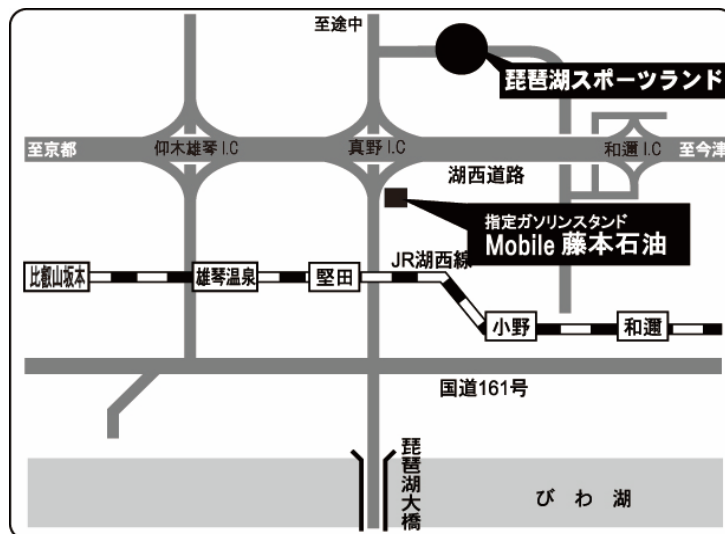 至途中
琵琶湖スポーツランド
至京都
仰木雄琴 I.C
真野 I.C
和邇 I.C
至今津
湖西道路
指定ガソリンスタンド
Mobile 藤本石油
JR湖西線
比叡山坂本
雄琴温泉
堅田
小野
和邇
国道161号
琵琶湖大橋
びわ湖